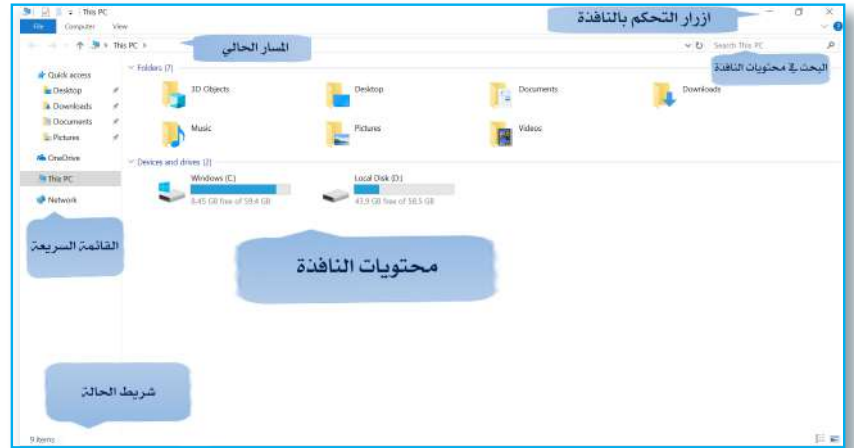 This PC
File Computer View
ازرار التحكم بالنافذة
This PC
المسار الحالي
Search This PC
البحث في محتويات النافذة
Quick access
Desktop
Downloads
Documents
Pictures
OneDrive
This PC
Network
القائمة السريعة
Folders (7)
3D Objects
Desktop
Documents
Downloads
Music
Pictures
Videos
Devices and drives (2)
Windows (C:)
8.45 GB free of 59.4 GB
Local Disk (D:)
43.9 GB free of 58.5 GB
محتويات النافذة
شريط الحالة
9 items